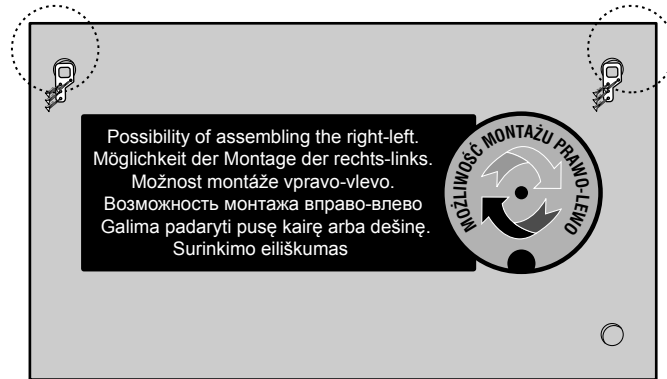 Possibility of assembling the right-left.
Möglichkeit der Montage der rechts-links.
Možnost montáže vpravo-vlevo.
Возможность монтажа вправо-влево
Galima padaryti pusę kairę arba dešinę.
Surinkimo eiliškumas
MOŻLIWOŚĆ MONTAŻU PRAWO-LEWO